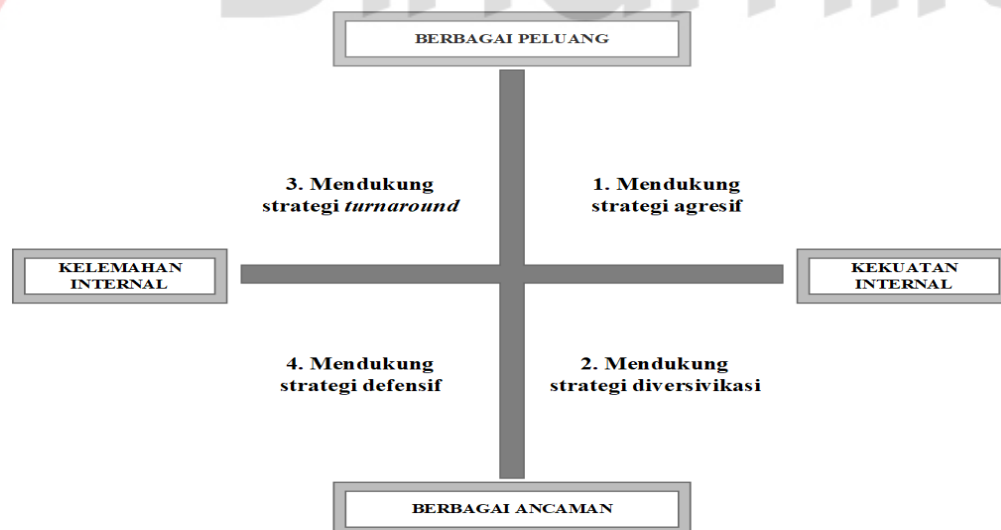 BERBAGAI PELUANG
3. Mendukung
strategi turnaround
1. Mendukung
strategi agresif
KELEMAHAN
INTERNAL
KEKUATAN
INTERNAL
4. Mendukung
strategi defensif
2. Mendukung
strategi diversivikasi
BERBAGAI ANCAMAN